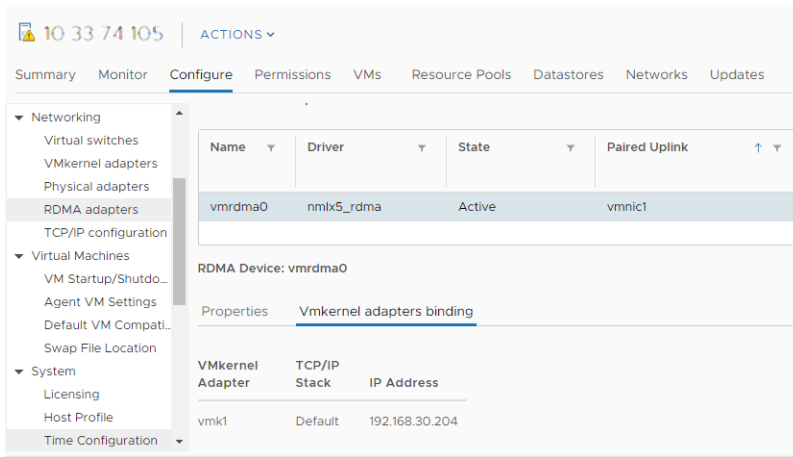 10 33 74 105 ACTIONS
Summary Monitor Configure Permissions VMs Resource Pools Datastores Networks Updates
Networking
Virtual switches
VMkernel adapters
Physical adapters
RDMA adapters
TCP/IP configuration
Virtual Machines
VM Startup/Shutdo...
Agent VM Settings
Default VM Compati...
Swap File Location
System
Licensing
Host Profile
Time Configuration
Name Driver State Paired Uplink
vmrdma0 nmlx5_rdma Active vmnic1
RDMA Device: vmrdma0
Properties Vmkernel adapters binding
VMkernel Adapter TCP/IP Stack IP Address
vmk1 Default 192.168.30.204